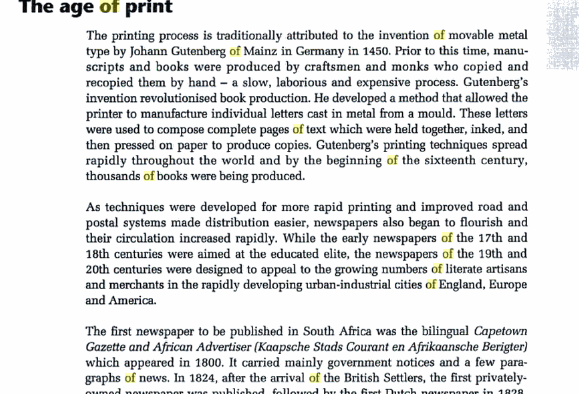 The age of print
The printing process is traditionally attributed to the invention of movable metal
type by Johann Gutenberg of Mainz in Germany in 1450. Prior to this time, manu-
scripts and books were produced by craftsmen and monks who copied and
recopied them by hand – a slow, laborious and expensive process. Gutenberg's
invention revolutionised book production. He developed a method that allowed the
printer to manufacture individual letters cast in metal from a mould. These letters
were used to compose complete pages of text which were held together, inked, and
then pressed on paper to produce copies. Gutenberg's printing techniques spread
rapidly throughout the world and by the beginning of the sixteenth century,
thousands of books were being produced.
As techniques were developed for more rapid printing and improved road and
postal systems made distribution easier, newspapers also began to flourish and
their circulation increased rapidly. While the early newspapers of the 17th and
18th centuries were aimed at the educated elite, the newspapers of the 19th and
20th centuries were designed to appeal to the growing numbers of literate artisans
and merchants in the rapidly developing urban-industrial cities of England, Europe
and America.
The first newspaper to be published in South Africa was the bilingual Capetown
Gazette and African Advertiser (Kaapsche Stads Courant en Afrikaansche Berigter)
which appeared in 1800. It carried mainly government notices and a few para-
graphs of news. In 1824, after the arrival of the British Settlers, the first privately-
owned newspaper was published, followed by the first Dutch newspaper in 1828.